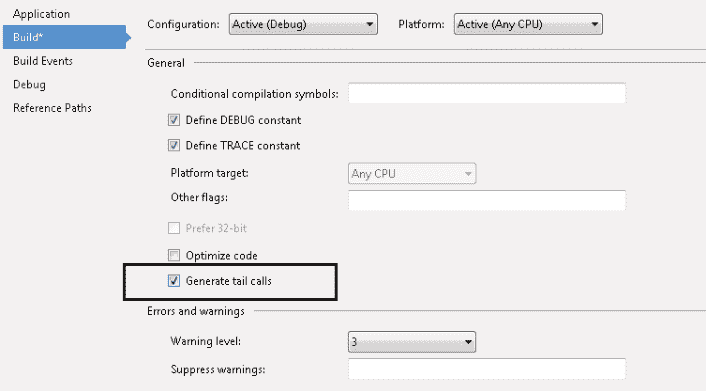 Application
Build*
Build Events
Debug
Reference Paths
Configuration: Active (Debug) Platform: Active (Any CPU)
General
Conditional compilation symbols:
Define DEBUG constant
Define TRACE constant
Platform target: Any CPU
Other flags:
Prefer 32-bit
Optimize code
Generate tail calls
Errors and warnings
Warning level: 3
Suppress warnings: